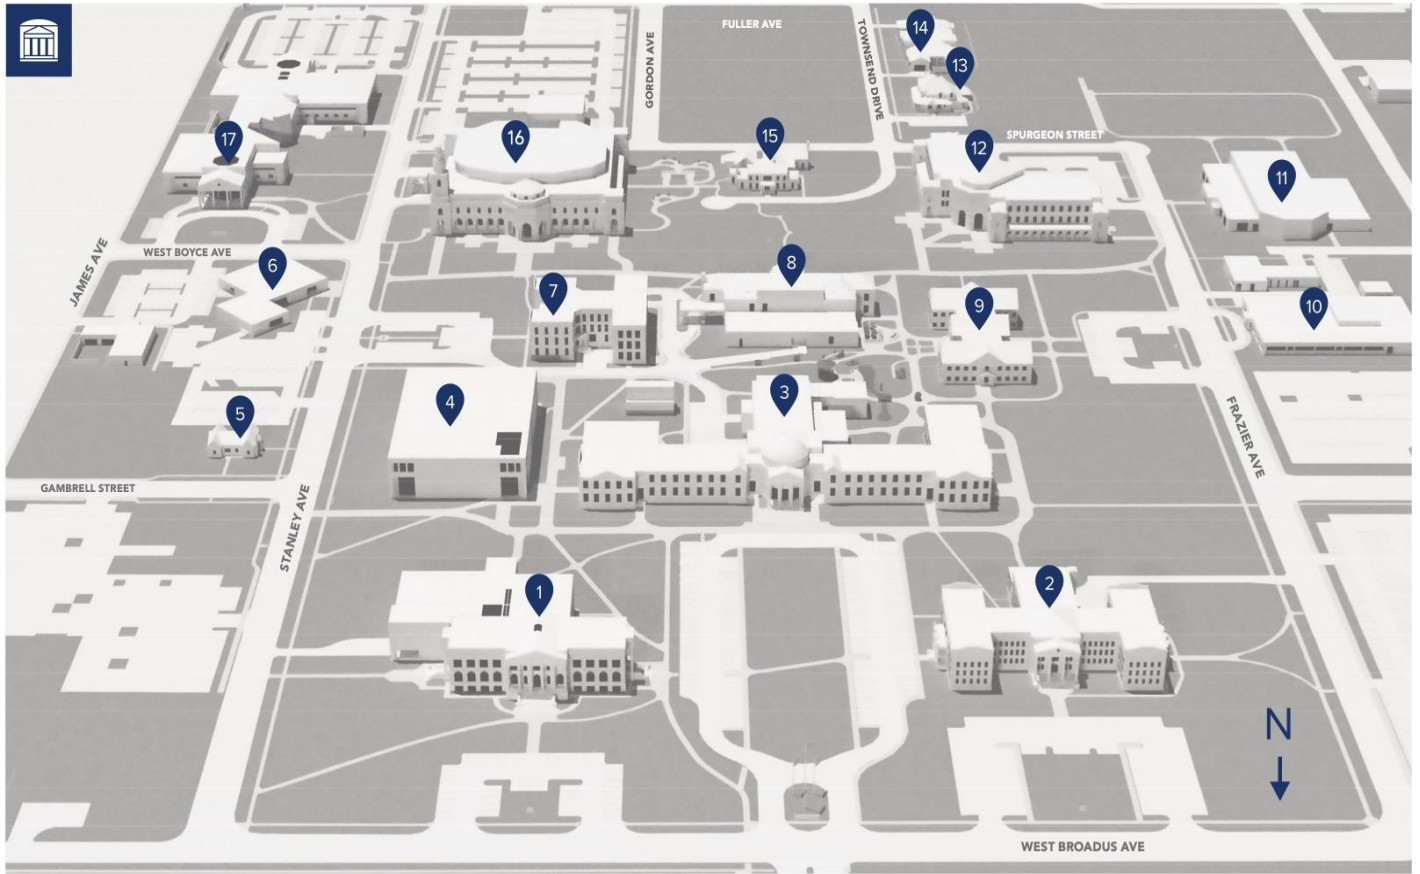 FULLER AVE
GORDON AVE
TOWNSEND DRIVE
14
13
17
16
15
12
SPURGEON STREET
11
JAMES AVE
WEST BOYCE AVE
6
7
8
9
10
5
4
3
FRAZIER AVE
GAMBRELL STREET
STANLEY AVE
1
2
N
WEST BROADUS AVE